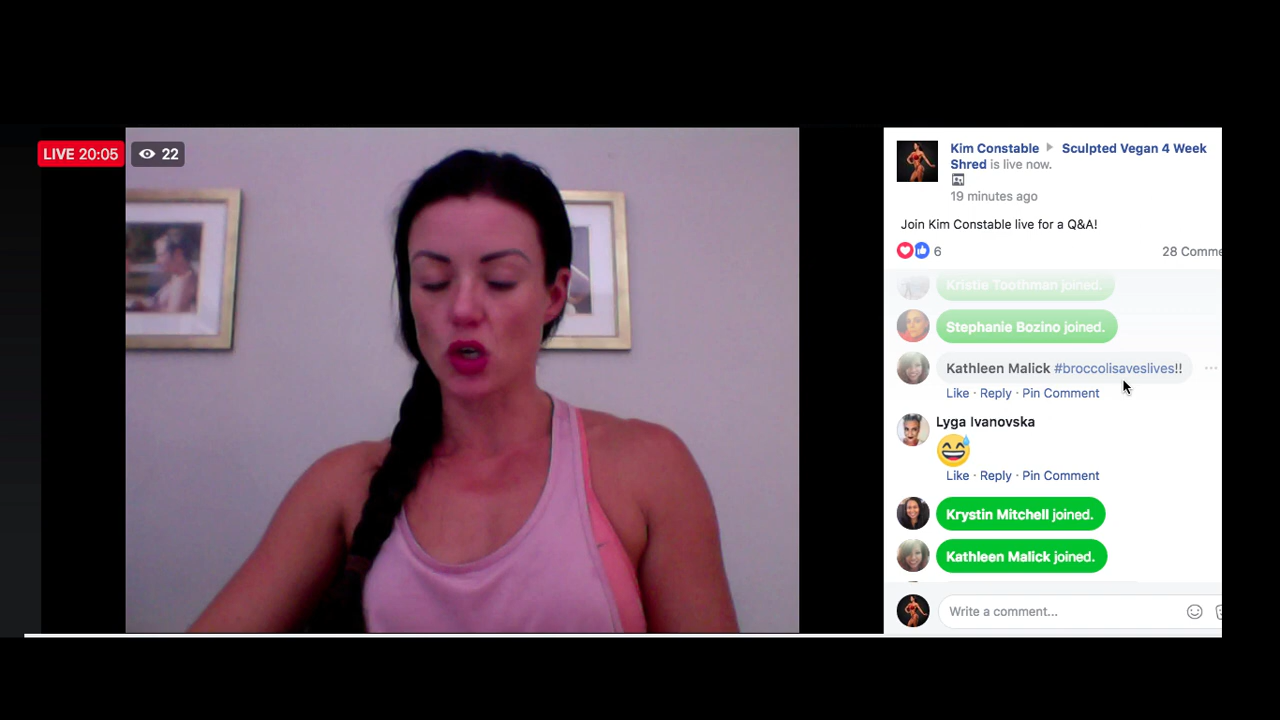 LIVE 20:05
22
Kim Constable Sculpted Vegan 4 Week
Shred is live now.
19 minutes ago
Join Kim Constable live for a Q&A!
6
28 Comme
Kristie Toothman joined.
Stephanie Bozino joined.
Kathleen Malick #broccolisaveslives!!
Like · Reply · Pin Comment
Lyga Ivanovska
Like · Reply · Pin Comment
Krystin Mitchell joined.
Kathleen Malick joined.
Write a comment...